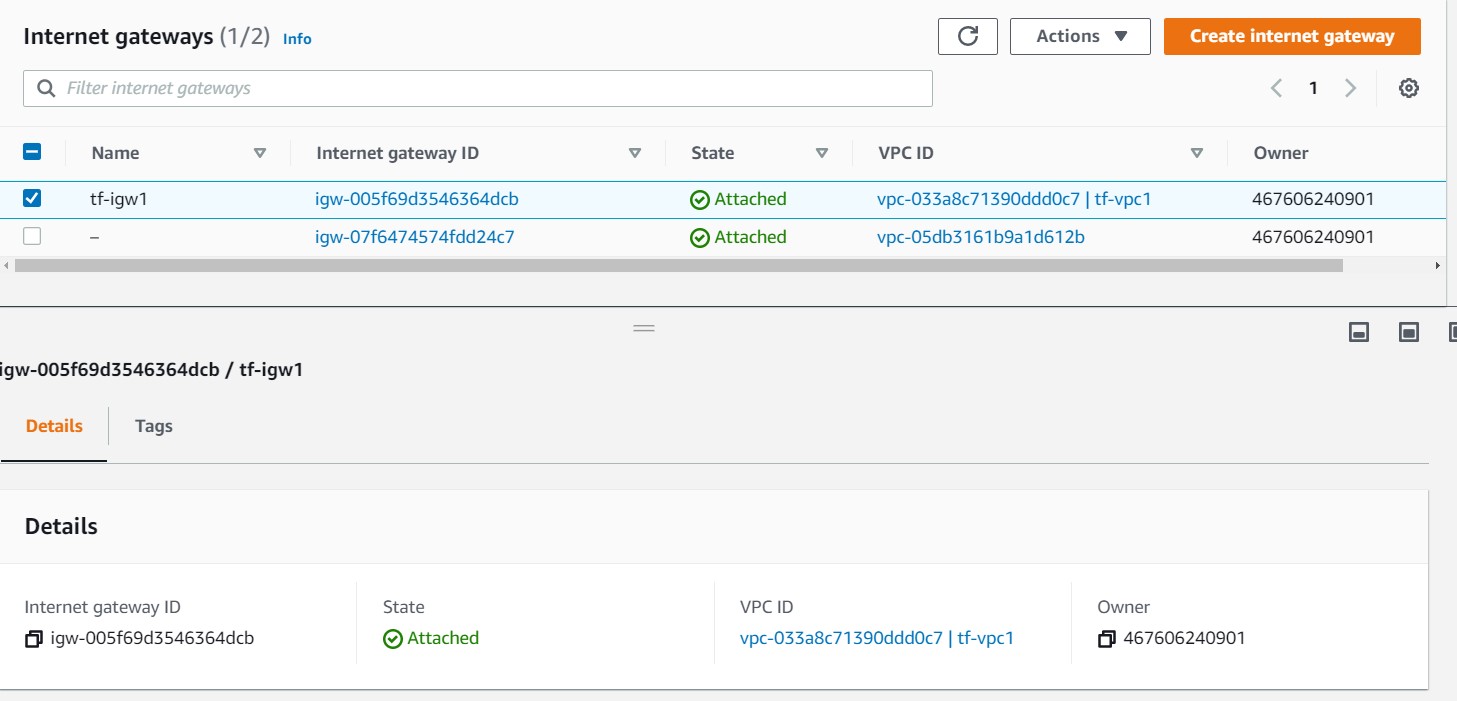 Internet gateways (1/2) Info
Actions Create internet gateway
Filter internet gateways
1
Name Internet gateway ID State VPC ID Owner
tf-igw1 igw-005f69d3546364dcb Attached vpc-033a8c71390ddd0c7 | tf-vpc1 467606240901
– igw-07f6474574fdd24c7 Attached vpc-05db3161b9a1d612b 467606240901
igw-005f69d3546364dcb / tf-igw1
Details Tags
Details
Internet gateway ID State VPC ID Owner
igw-005f69d3546364dcb Attached vpc-033a8c71390ddd0c7 | tf-vpc1 467606240901